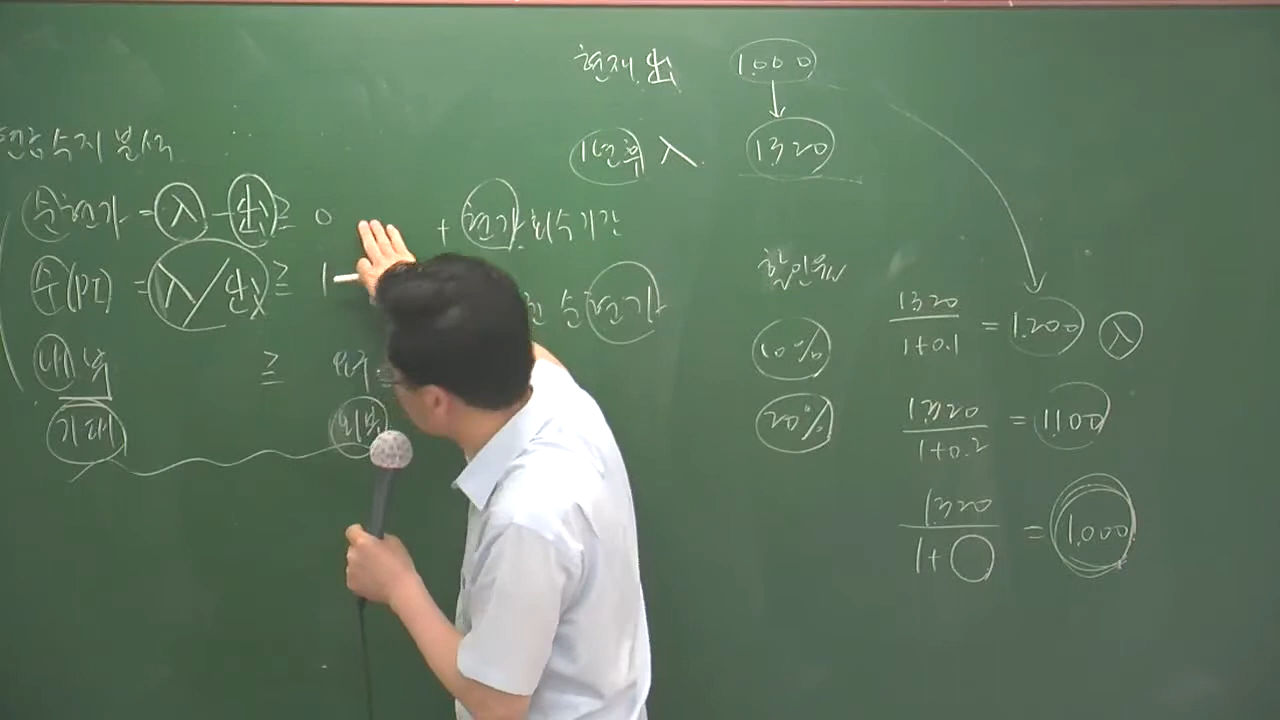 현재 出 1.000
1년후 入 1320
현금수지 분석
순현가 = 入 - 出 ≥ 0
수(PI) = 入/出 ≥ 1
내부 ≥ 요구
기대
+ 현가 회수기간
순현가
할인율
10%
20%
1320 / 1+0.1 = 1.200 入
1320 / 1+0.2 = 1100
1320 / 1+○ = 1.000